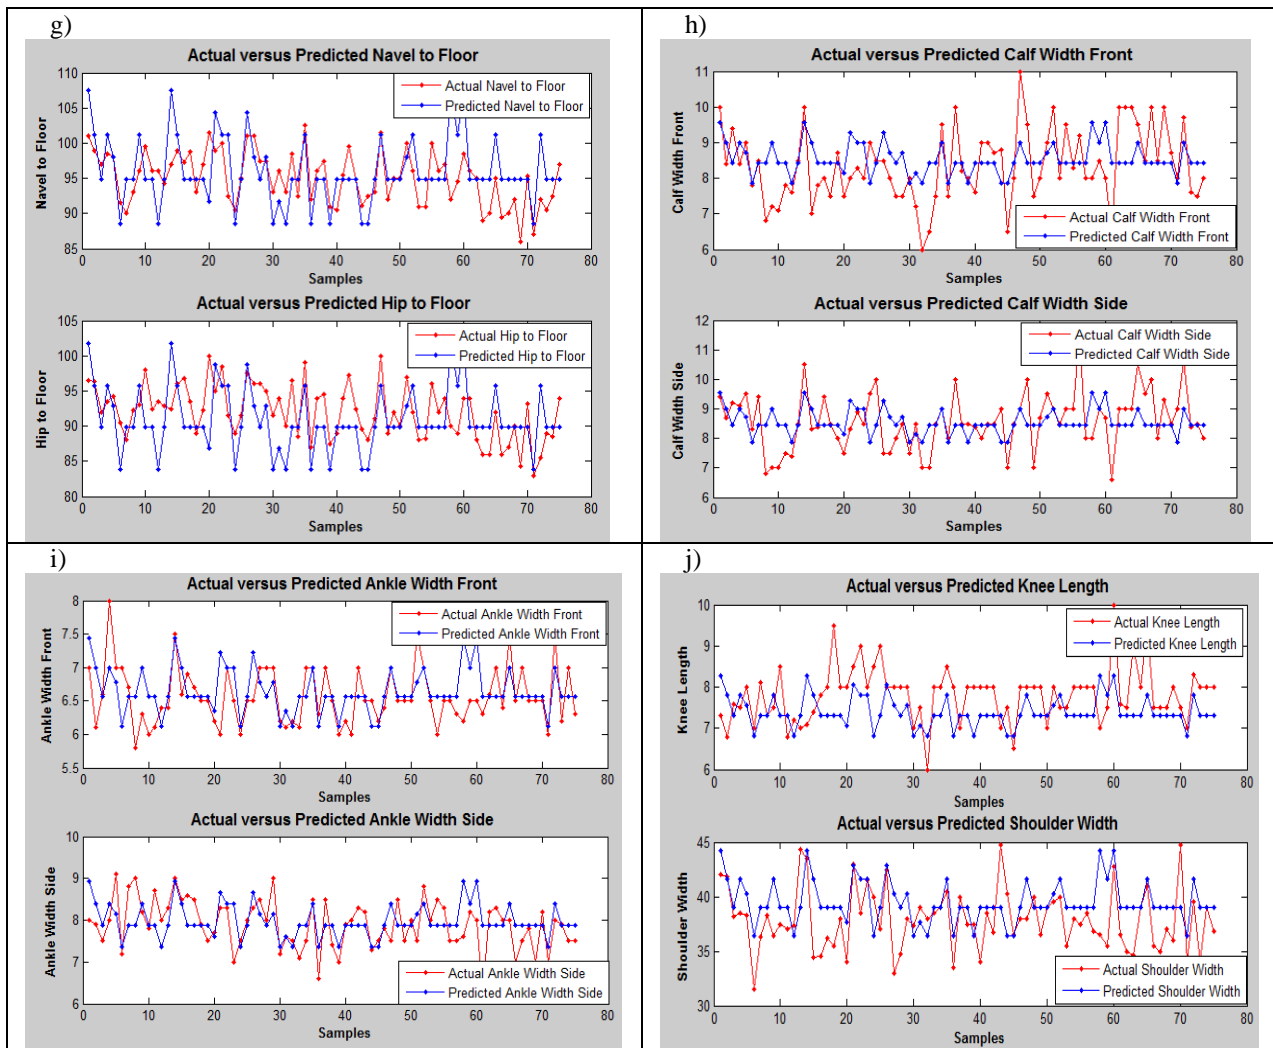 g)
Actual versus Predicted Navel to Floor
110
105
100
95
90
85
Navel to Floor
Actual Navel to Floor
Predicted Navel to Floor
0 10 20 30 40 50 60 70 80
Samples
Actual versus Predicted Hip to Floor
105
100
95
90
85
80
Hip to Floor
Actual Hip to Floor
Predicted Hip to Floor
0 10 20 30 40 50 60 70 80
Samples
h)
Actual versus Predicted Calf Width Front
11
10
9
8
7
6
Calf Width Front
Actual Calf Width Front
Predicted Calf Width Front
0 10 20 30 40 50 60 70 80
Samples
Actual versus Predicted Calf Width Side
12
11
10
9
8
7
6
Calf Width Side
Actual Calf Width Side
Predicted Calf Width Side
0 10 20 30 40 50 60 70 80
Samples
i)
Actual versus Predicted Ankle Width Front
8
7.5
7
6.5
6
5.5
Ankle Width Front
Actual Ankle Width Front
Predicted Ankle Width Front
0 10 20 30 40 50 60 70 80
Samples
Actual versus Predicted Ankle Width Side
10
9
8
7
6
Ankle Width Side
Actual Ankle Width Side
Predicted Ankle Width Side
0 10 20 30 40 50 60 70 80
Samples
j)
Actual versus Predicted Knee Length
10
9
8
7
6
Knee Length
Actual Knee Length
Predicted Knee Length
0 10 20 30 40 50 60 70 80
Samples
Actual versus Predicted Shoulder Width
45
40
35
30
Shoulder Width
Actual Shoulder Width
Predicted Shoulder Width
0 10 20 30 40 50 60 70 80
Samples